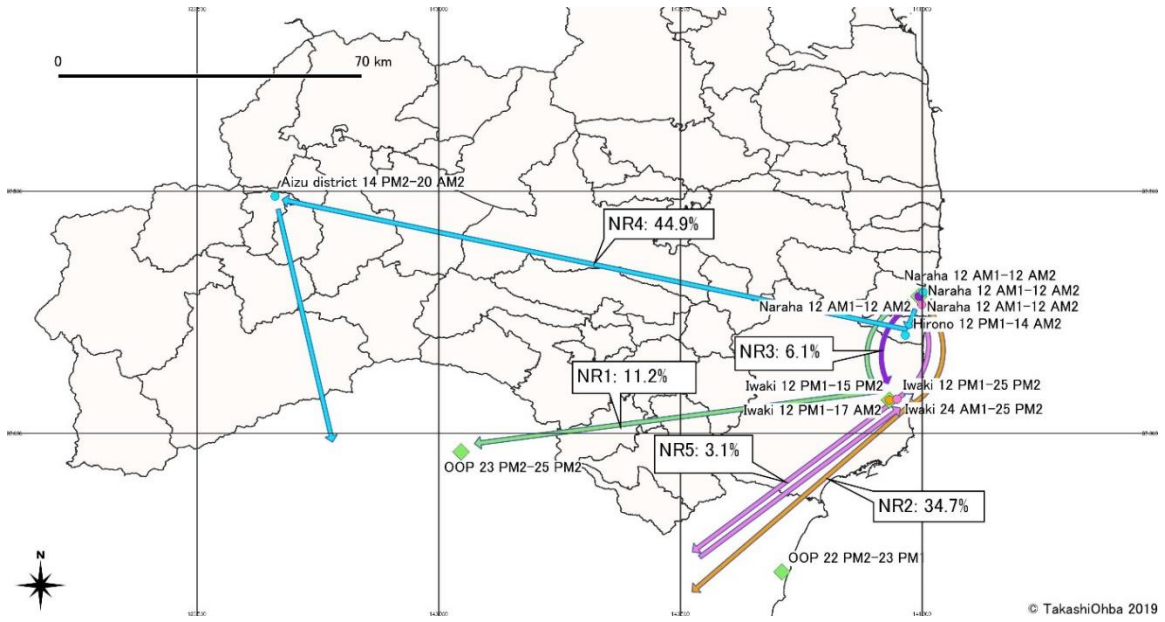 0 70 km
Aizu district 14 PM2-20 AM2
NR4: 44.9%
Naraha 12 AM1-12 AM2
Naraha 12 AM1-12 AM2
Naraha 12 AM1-12 AM2 Naraha 12 AM1-12 AM2
Hirono 12 PM1-14 AM2
NR3: 6.1%
NR1: 11.2%
Iwaki 12 PM1-15 PM2 Iwaki 12 PM1-25 PM2
Iwaki 12 PM1-17 AM2 Iwaki 24 AM1-25 PM2
NR5: 3.1%
OOP 23 PM2-25 PM2
NR2: 34.7%
OOP 22 PM2-23 PM1
N
© TakashiOhba 2019